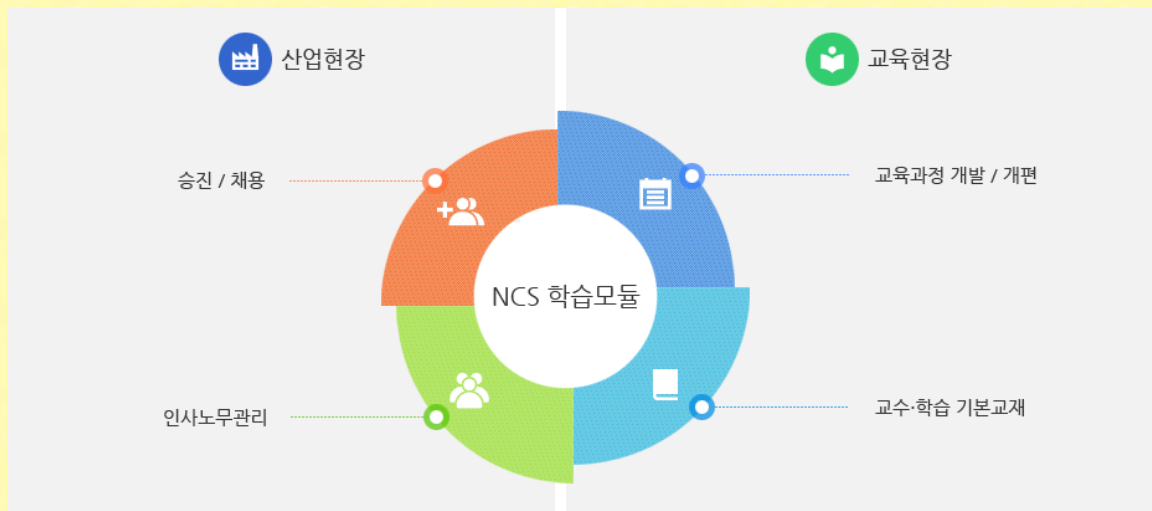 산업현장
교육현장
승진 / 채용
교육과정 개발 / 개편
NCS 학습모듈
인사노무관리
교수·학습 기본교재